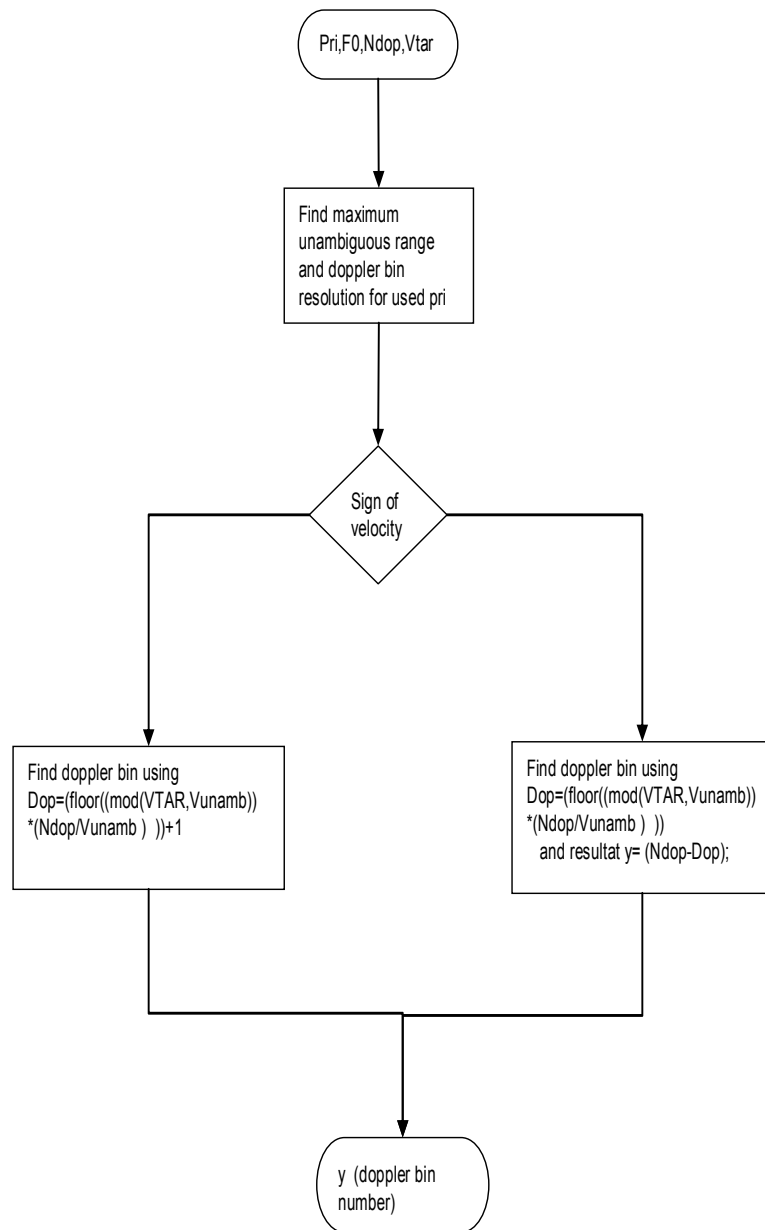 Pri,F0,Ndop,Vtar
Find maximum
unambiguous range
and doppler bin
resolution for used pri
Sign of
velocity
Find doppler bin using
Dop=(floor((mod(VTAR,Vunamb))
*(Ndop/Vunamb ) ))+1
Find doppler bin using
Dop=(floor((mod(VTAR,Vunamb))
*(Ndop/Vunamb ) ))
and resultat y= (Ndop-Dop);
y (doppler bin
number)